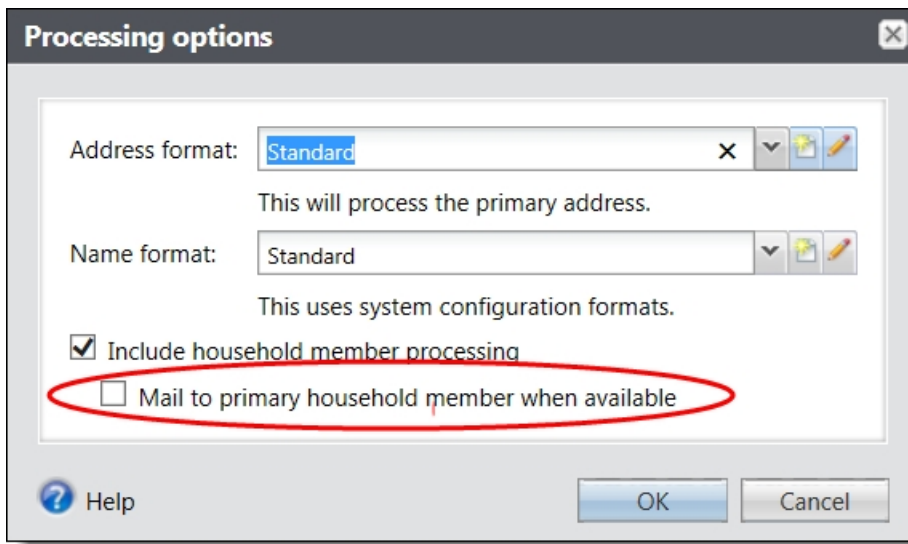 Processing options
Address format: Standard
This will process the primary address.
Name format: Standard
This uses system configuration formats.
Include household member processing
Mail to primary household member when available
Help OK Cancel